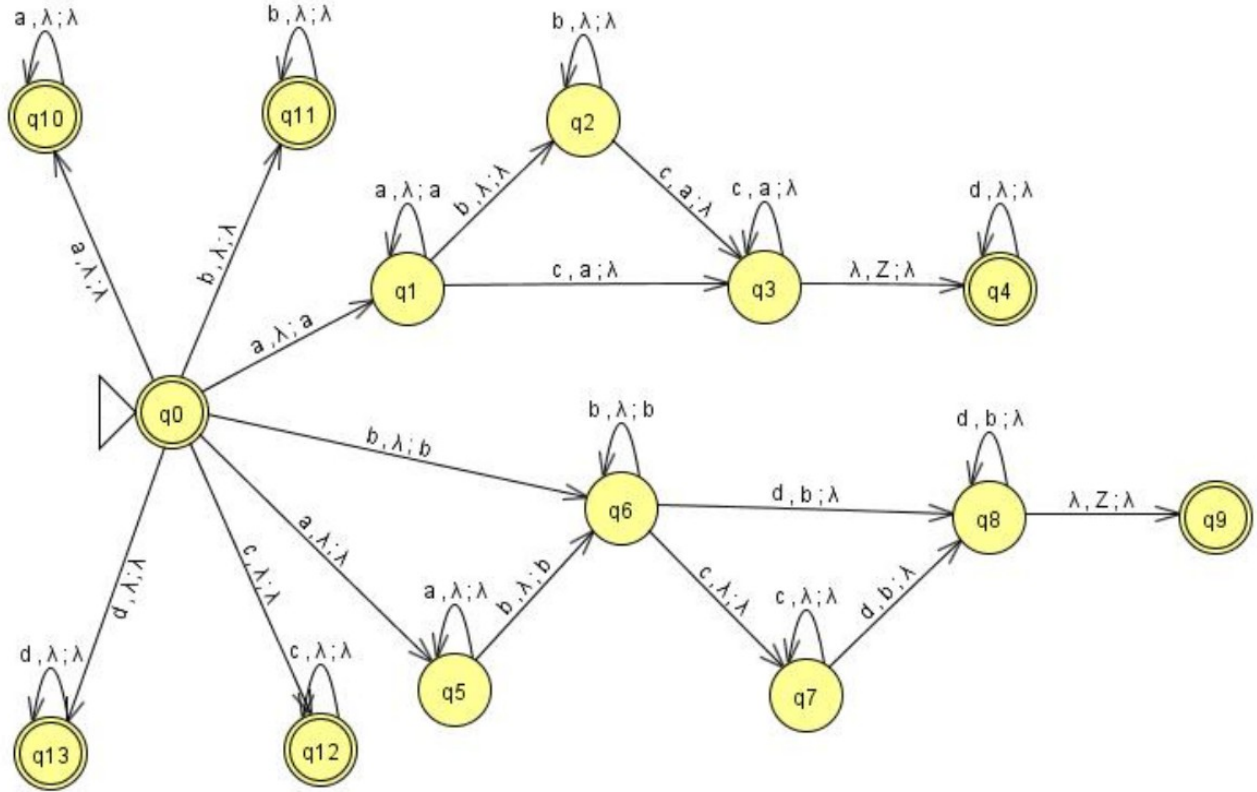 a , λ ; λ
b , λ ; λ
b , λ ; λ
q10
q11
q2
a , λ ; a
b , λ ; λ
c , a ; λ
c , a ; λ
d , λ ; λ
a , λ ; λ
b , λ ; λ
q1
c , a ; λ
q3
λ , Z ; λ
q4
a , λ ; a
q0
b , λ ; b
b , λ ; b
d , b ; λ
q6
d , b ; λ
q8
λ , Z ; λ
q9
d , λ ; λ
c , λ ; λ
a , λ ; λ
a , λ ; λ
b , λ ; b
c , λ ; λ
c , λ ; λ
d , b ; λ
d , λ ; λ
c , λ ; λ
q5
q7
q13
q12